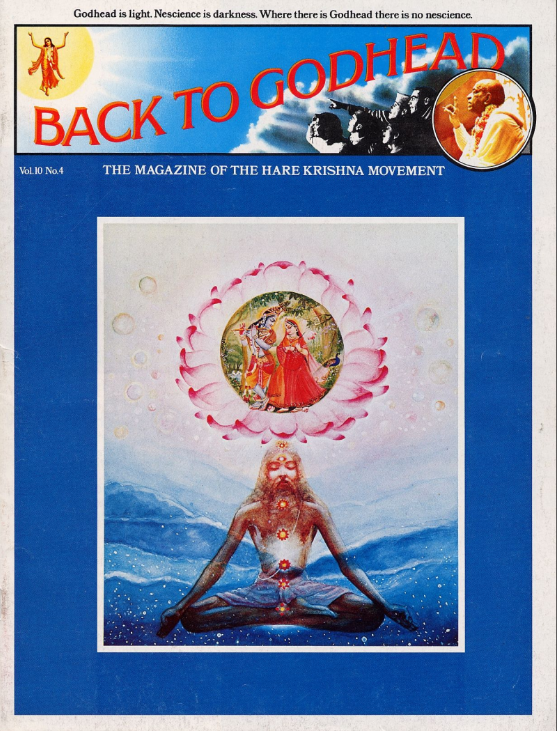 Godhead is light. Nescience is darkness. Where there is Godhead there is no nescience.
BACK TO GODHEAD
Vol.10 No.4
THE MAGAZINE OF THE HARE KRISHNA MOVEMENT